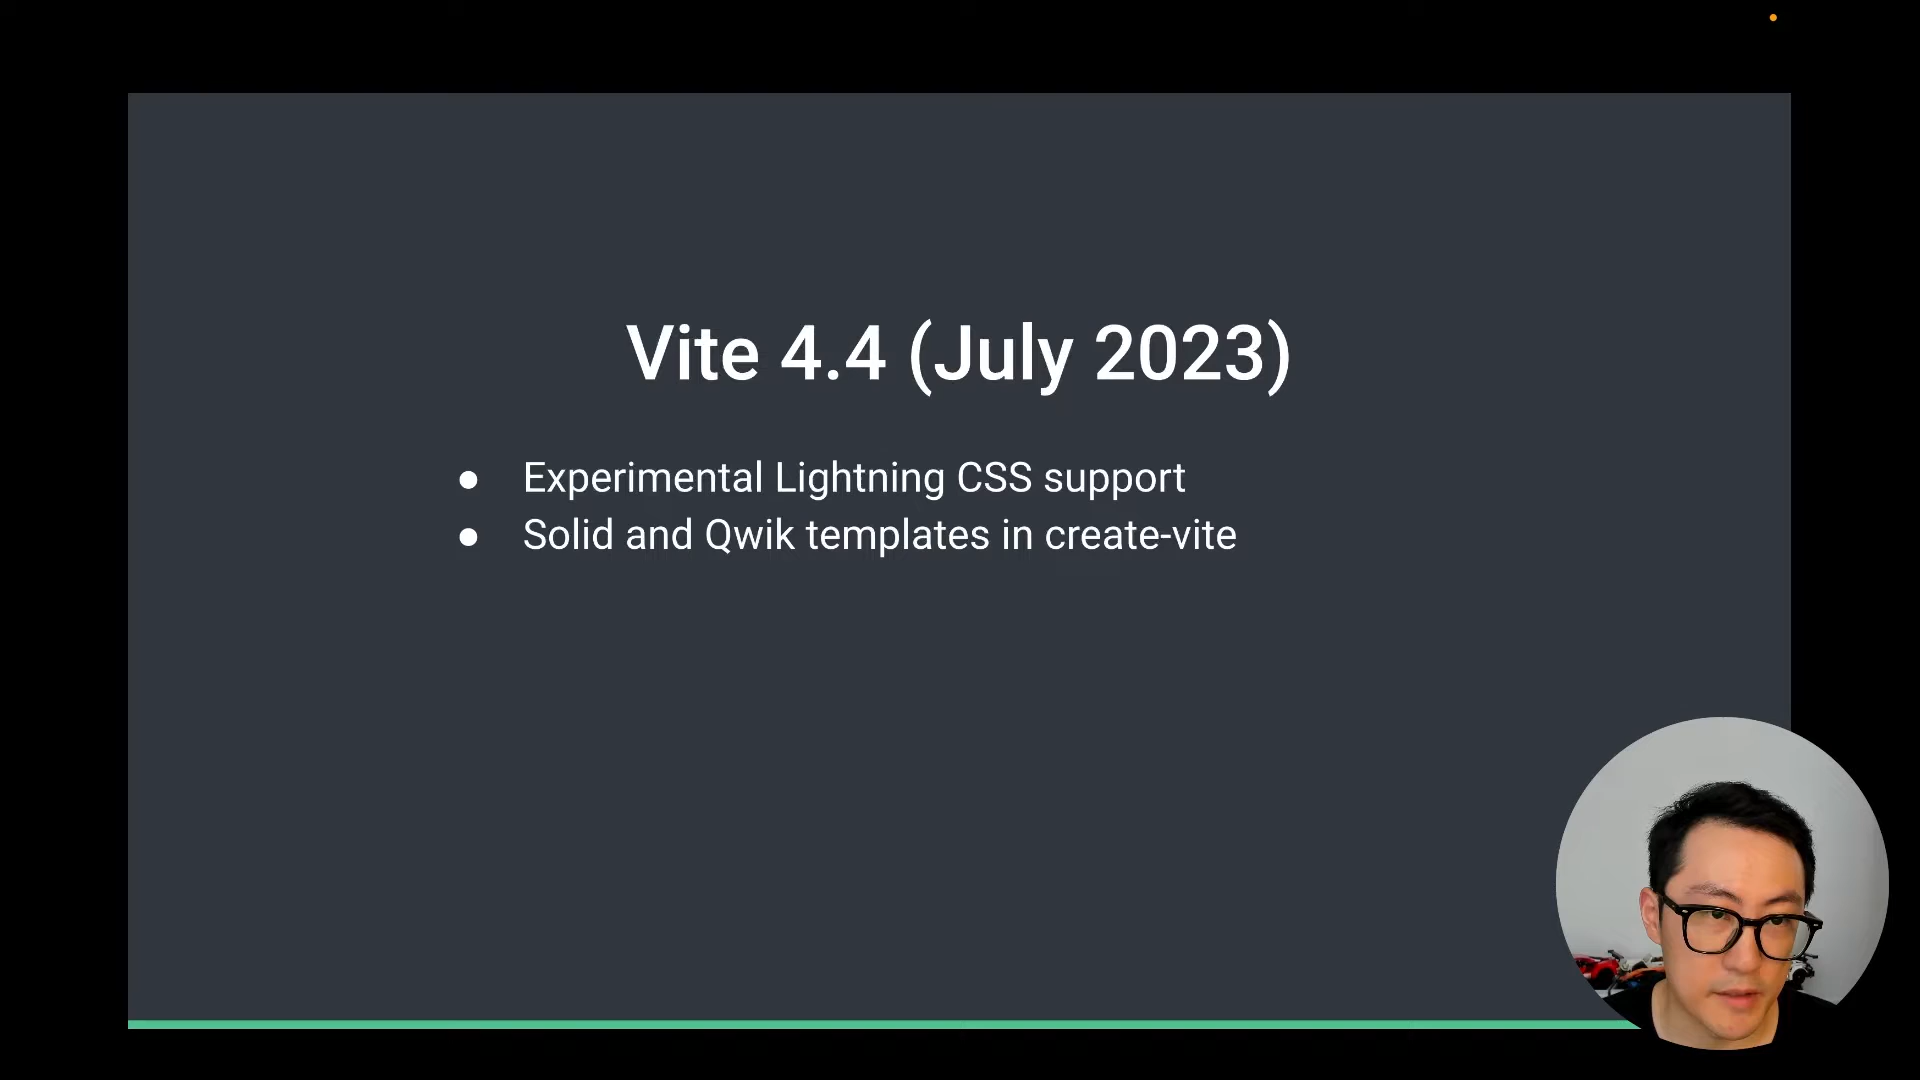 Vite 4.4 (July 2023)
● Experimental Lightning CSS support
● Solid and Qwik templates in create-vite